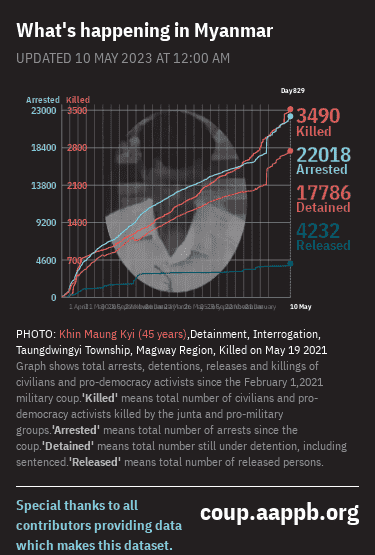 What's happening in Myanmar
UPDATED 10 MAY 2023 AT 12:00 AM
Day829
Arrested Killed
23000 3500
18400 2800
13800 2100
9200 1400
4600 700
0
3490
Killed
22018
Arrested
17786
Detained
4232
Released
10 May
PHOTO: Khin Maung Kyi (45 years),Detainment, Interrogation,
Taungdwingyi Township, Magway Region, Killed on May 19 2021
Graph shows total arrests, detentions, releases and killings of
civilians and pro-democracy activists since the February 1,2021
military coup.'Killed' means total number of civilians and pro-
democracy activists killed by the junta and pro-military
groups.'Arrested' means total number of arrests since the
coup.'Detained' means total number still under detention, including
sentenced.'Released' means total number of released persons.
Special thanks to all
contributors providing data
which makes this dataset.
coup.aappb.org